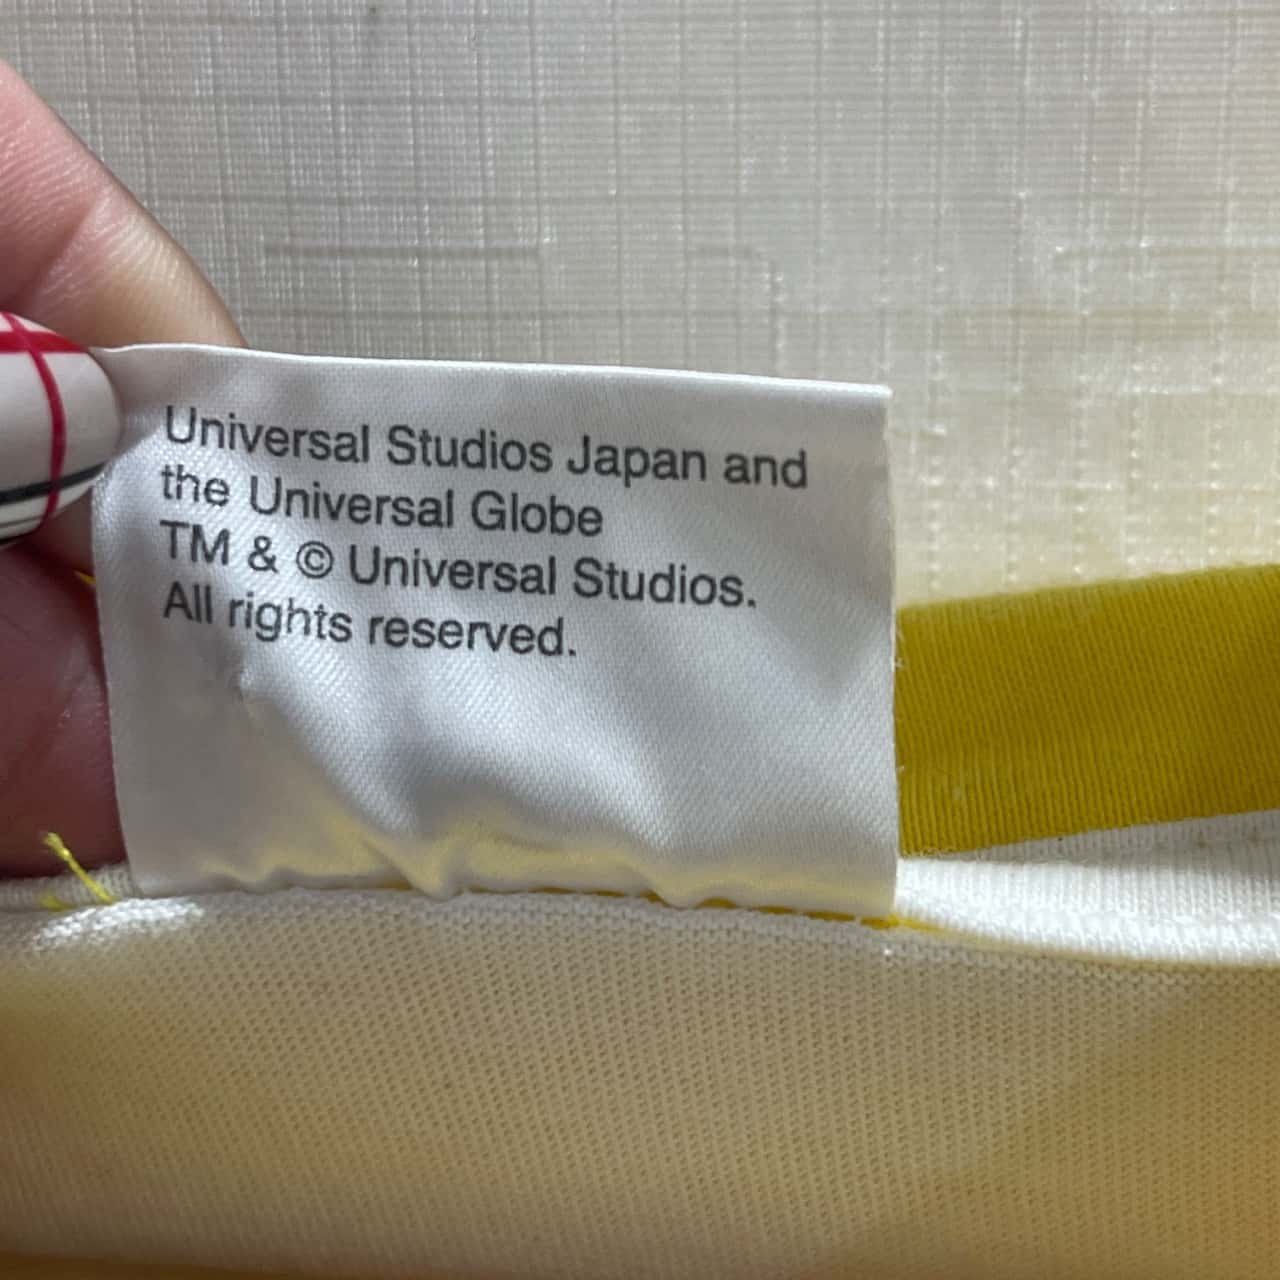 Universal Studios Japan and
the Universal Globe
TM & © Universal Studios.
All rights reserved.